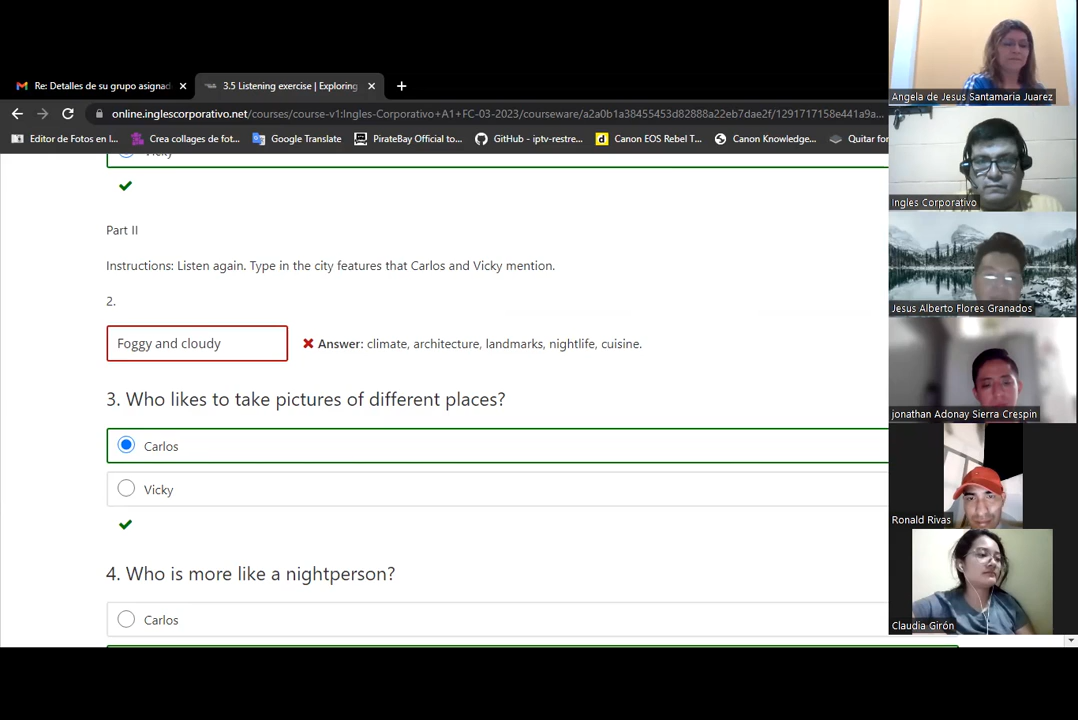 Re: Detalles de su grupo asignad
3.5 Listening exercise | Exploring
online.inglescorporativo.net/courses/course-v1:Ingles-Corporativo+A1+FC-03-2023/courseware/a2a0b1a38455453d82888a22eb7dae2f/1291717158e441a9a...
Editor de Fotos en l...
Crea collages de fot...
Google Translate
PirateBay Official to...
GitHub - iptv-restre...
Canon EOS Rebel T...
Canon Knowledge...
Quitar for
Vicky
Part II
Instructions: Listen again. Type in the city features that Carlos and Vicky mention.
2.
Foggy and cloudy
Answer: climate, architecture, landmarks, nightlife, cuisine.
3. Who likes to take pictures of different places?
Carlos
Vicky
4. Who is more like a nightperson?
Carlos
Angela de Jesus Santamaria Juarez
Ingles Corporativo
Jesus Alberto Flores Granados
jonathan Adonay Sierra Crespin
Ronald Rivas
Claudia Girón